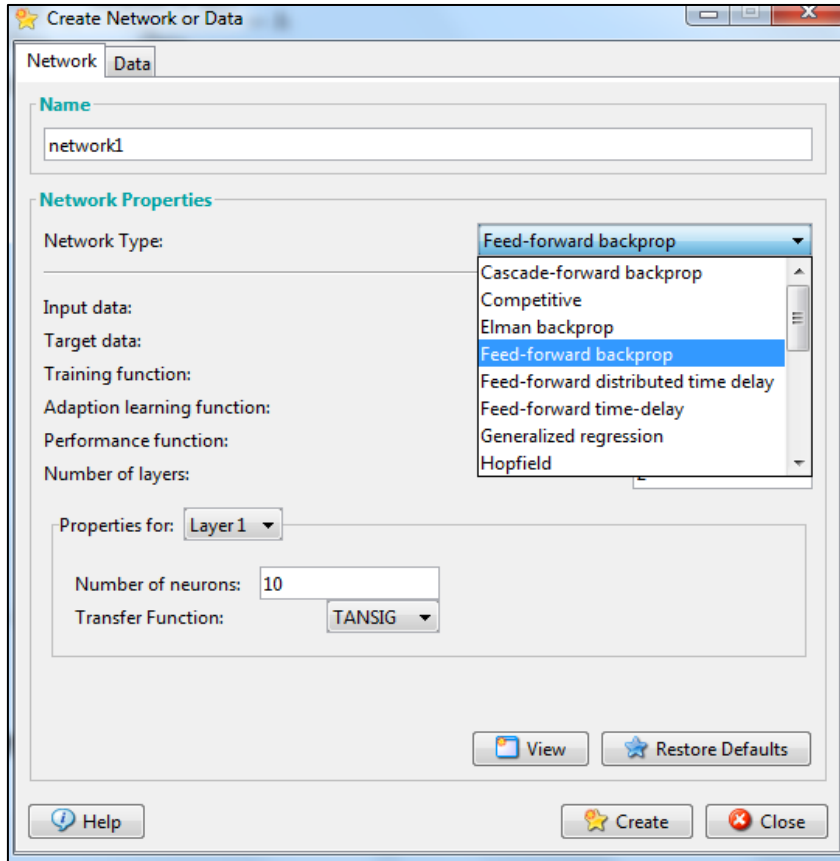 Create Network or Data
Network Data
Name
network1
Network Properties
Network Type: Feed-forward backprop
Cascade-forward backprop
Competitive
Input data:
Elman backprop
Target data:
Feed-forward backprop
Training function:
Feed-forward distributed time delay
Adaption learning function:
Feed-forward time-delay
Performance function:
Generalized regression
Number of layers:
Hopfield
Properties for: Layer 1
Number of neurons: 10
Transfer Function: TANSIG
View Restore Defaults
Help Create Close